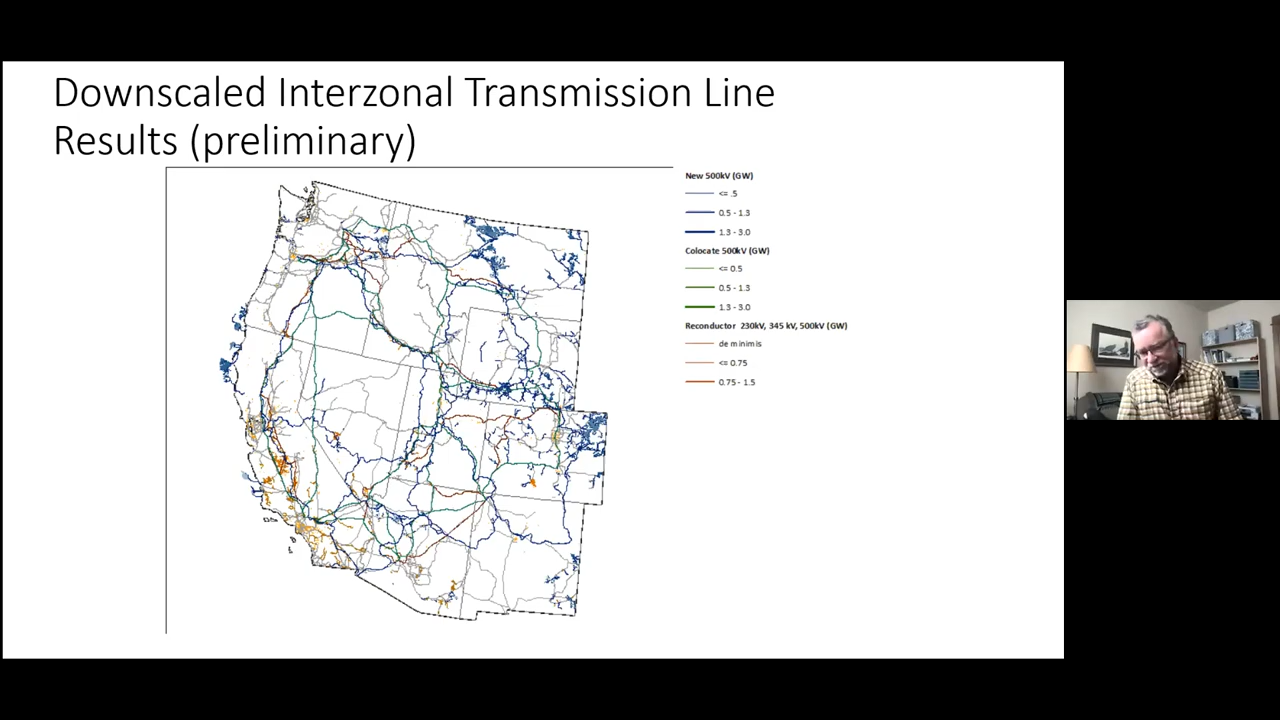 Downscaled Interzonal Transmission Line
Results (preliminary)
New 500kV (GW)
<= .5
0.5 - 1.3
1.3 - 3.0
Colocate 500kV (GW)
<= 0.5
0.5 - 1.3
1.3 - 3.0
Reconductor 230kV, 345 kV, 500kV (GW)
de minimis
<= 0.75
0.75 - 1.5